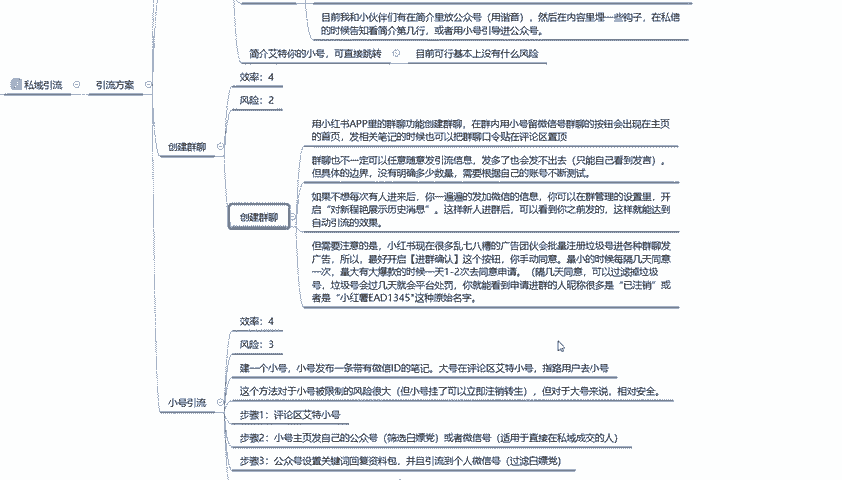 目前我和小伙伴们有在简介里放公众号（用谐音），然后在内容里埋一些钩子，在私信
的时候告知看简介第几行，或者用小号引导进公众号。
简介艾特你的小号，可直接跳转
目前可行基本上没有什么风险
私域引流
引流方案
效率：4
风险：2
创建群聊
用小红书APP里的群聊功能创建群聊，在群内用小号留微信号群聊的按钮会出现在主页
的首页，发相关笔记的时候也可以把群聊口令贴在评论区置顶
群聊也不一定可以任意随意发引流信息，发多了也会发不出去（只能自己看到发言）。
但具体的边界，没有明确多少数量，需要根据自己的账号不断测试。
创建群聊
如果不想每次有人进来后，你一遍遍的发加微信的信息，你可以在群管理的设置里，开
启“对新程艳展示历史消息”。这样新人进群后，可以看到你之前发的，这样就能达到
自动引流的效果。
但需要注意的是，小红书现在很多乱七八糟的广告团伙会批量注册垃圾号进各种群聊发
广告，所以，最好开启【进群确认】这个按钮，你手动同意。量小的时候每隔几天同意
一次，量大有大爆款的时候一天1-2次去同意申请。（隔几天同意，可以过滤掉垃圾
号，垃圾号会过几天就会平台处罚，你就能看到申请进群的人昵称很多是“已注销”或
者是“小红薯EAD1345"这种原始名字。
效率：4
风险：3
建一个小号，小号发布一条带有微信ID的笔记。大号在评论区艾特小号，指路用户去小号
这个方法对于小号被限制的风险很大（但小号挂了可以立即注销转生），但对于大号来说，相对安全。
小号引流
步骤1：评论区艾特小号
步骤2：小号主页发自己的公众号（筛选白嫖党）或者微信号（适用于直接在私域成交的人）
步骤3：公众号设置关键词回复资料包，并且引流到个人微信号（过滤白嫖党）